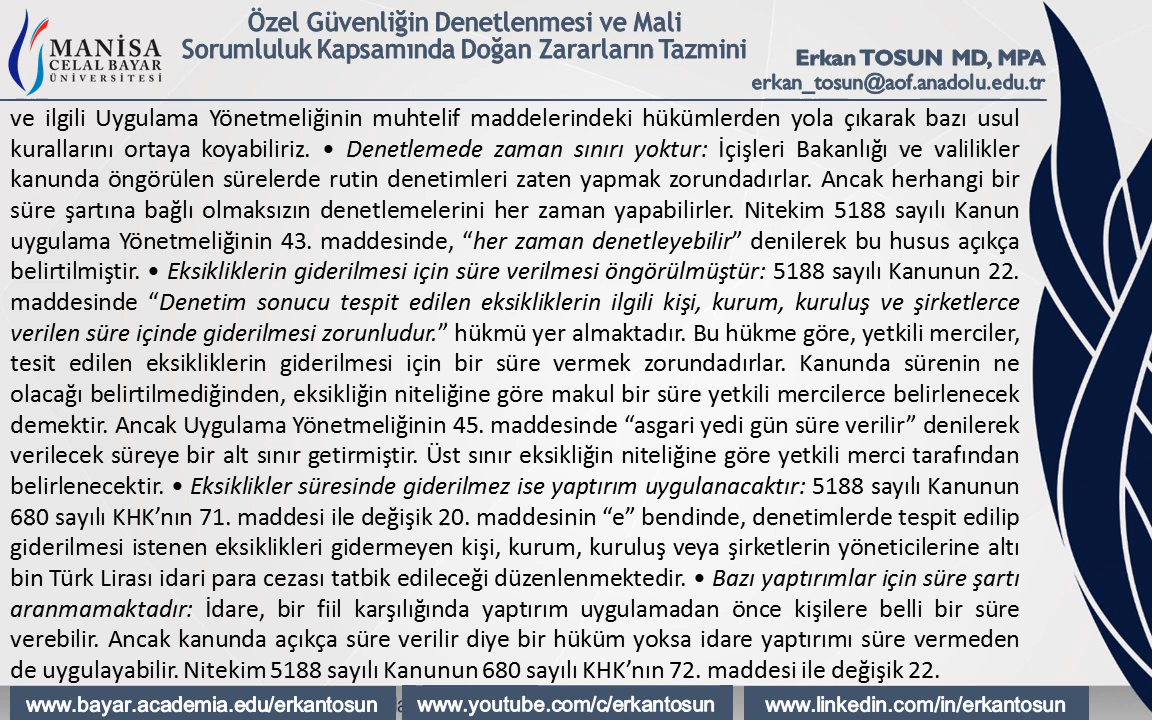 MANİSA
CELAL BAYAR
ÜNİVERSİTESİ
Özel Güvenliğin Denetlenmesi ve Mali
Sorumluluk Kapsamında Doğan Zararların Tazmini
Erkan TOSUN MD, MPA
erkan_tosun@aof.anadolu.edu.tr
ve ilgili Uygulama Yönetmeliğinin muhtelif maddelerindeki hükümlerden yola çıkarak bazı usul
kurallarını ortaya koyabiliriz. • Denetlemede zaman sınırı yoktur: İçişleri Bakanlığı ve valilikler
kanunda öngörülen sürelerde rutin denetimleri zaten yapmak zorundadırlar. Ancak herhangi bir
süre şartına bağlı olmaksızın denetlemelerini her zaman yapabilirler. Nitekim 5188 sayılı Kanun
uygulama Yönetmeliğinin 43. maddesinde, “her zaman denetleyebilir” denilerek bu husus açıkça
belirtilmiştir. • Eksikliklerin giderilmesi için süre verilmesi öngörülmüştür: 5188 sayılı Kanunun 22.
maddesinde “Denetim sonucu tespit edilen eksikliklerin ilgili kişi, kurum, kuruluş ve şirketlerce
verilen süre içinde giderilmesi zorunludur.” hükmü yer almaktadır. Bu hükme göre, yetkili merciler,
tesit edilen eksikliklerin giderilmesi için bir süre vermek zorundadırlar. Kanunda sürenin ne
olacağı belirtilmediğinden, eksikliğin niteliğine göre makul bir süre yetkili mercilerce belirlenecek
demektir. Ancak Uygulama Yönetmeliğinin 45. maddesinde “asgari yedi gün süre verilir” denilerek
verilecek süreye bir alt sınır getirmiştir. Üst sınır eksikliğin niteliğine göre yetkili merci tarafından
belirlenecektir. • Eksiklikler süresinde giderilmez ise yaptırım uygulanacaktır: 5188 sayılı Kanunun
680 sayılı KHK’nın 71. maddesi ile değişik 20. maddesinin “e” bendinde, denetimlerde tespit edilip
giderilmesi istenen eksiklikleri gidermeyen kişi, kurum, kuruluş veya şirketlerin yöneticilerine altı
bin Türk Lirası idari para cezası tatbik edileceği düzenlenmektedir. • Bazı yaptırımlar için süre şartı
aranmamaktadır: İdare, bir fiil karşılığında yaptırım uygulamadan önce kişilere belli bir süre
verebilir. Ancak kanunda açıkça süre verilir diye bir hüküm yoksa idare yaptırımı süre vermeden
de uygulayabilir. Nitekim 5188 sayılı Kanunun 680 sayılı KHK’nın 72. maddesi ile değişik 22.
www.bayar.academia.edu/erkantosun
www.youtube.com/c/erkantosun
www.linkedin.com/in/erkantosun